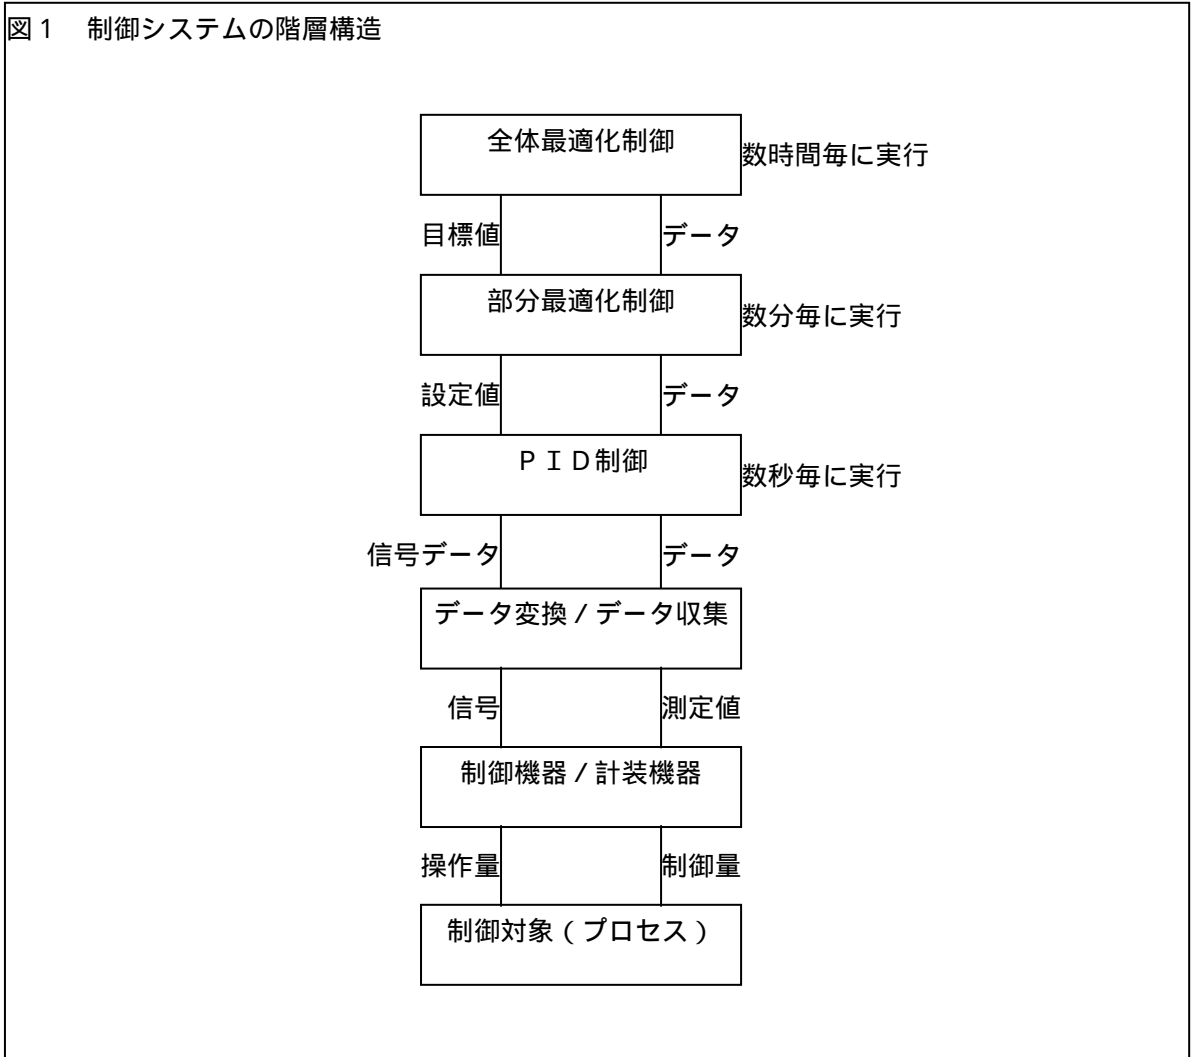 図1 制御システムの階層構造
全体最適化制御
数時間毎に実行
目標値
データ
部分最適化制御
数分毎に実行
設定値
データ
PID制御
数秒毎に実行
信号データ
データ
データ変換/データ収集
信号
測定値
制御機器/計装機器
操作量
制御量
制御対象(プロセス)